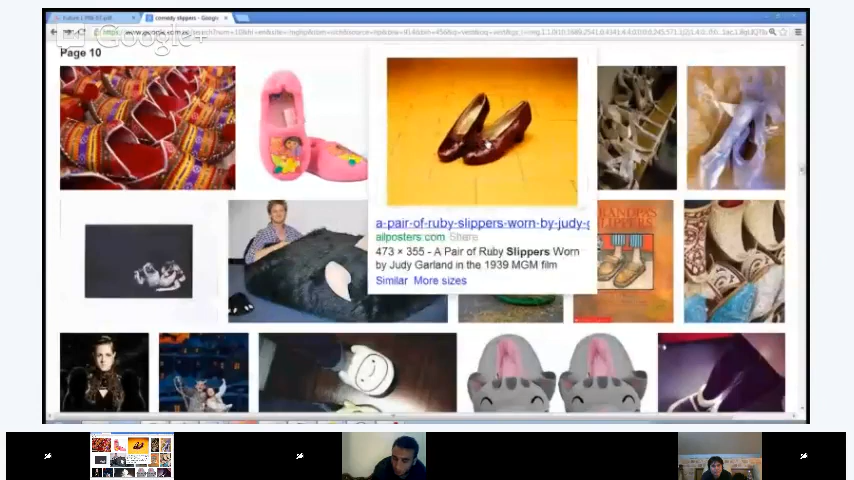 comedy slippers - Google
Google+
Page 10
a-pair-of-ruby-slippers-worn-by-judy-g
allposters.com Share
473 × 355 - A Pair of Ruby Slippers Worn
by Judy Garland in the 1939 MGM film
Similar More sizes
SLIPPERS